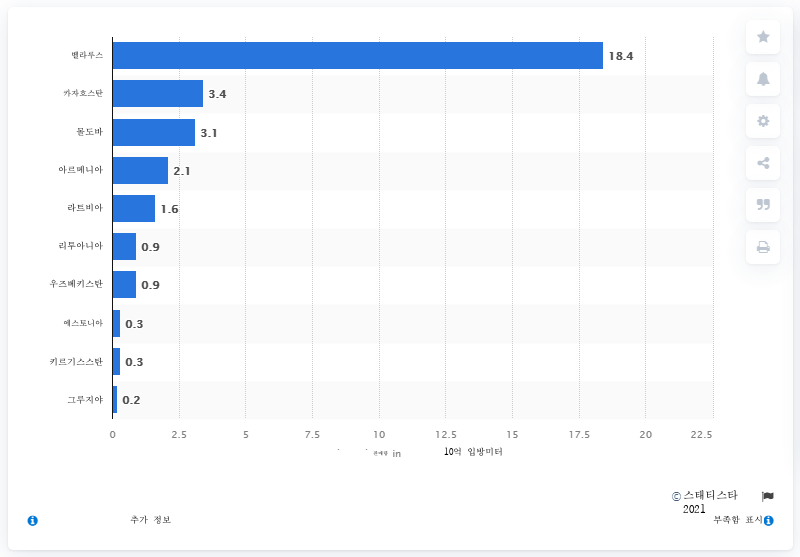 벨라루스 18.4
카자흐스탄 3.4
몰도바 3.1
아르메니아 2.1
라트비아 1.6
리투아니아 0.9
우즈베키스탄 0.9
에스토니아 0.3
키르기스스탄 0.3
그루지야 0.2
0 2.5 5 7.5 10 12.5 15 17.5 20 22.5
판매량 in 10억 입방미터
© 스태티스타
2021
추가 정보 부족함 표시